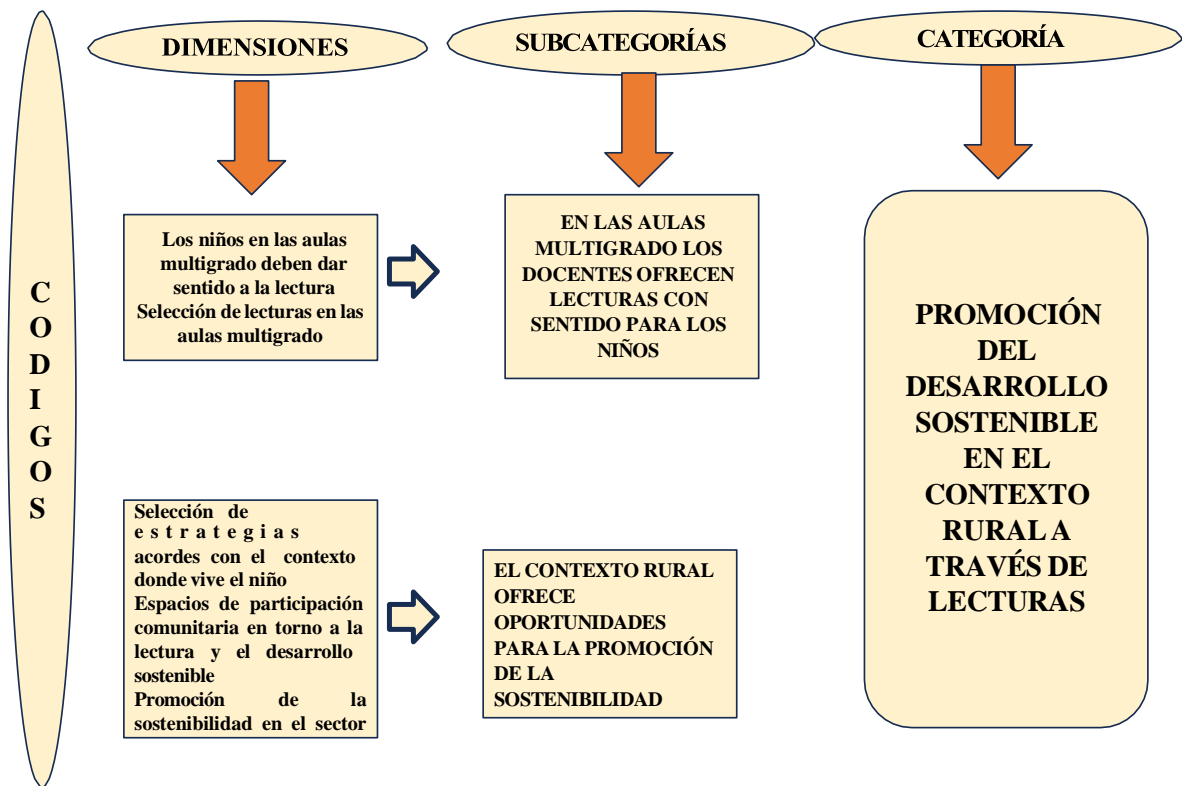 DIMENSIONES
SUBCATEGORÍAS
CATEGORÍA
C
O
D
I
G
O
S
Los niños en las aulas
multigrado deben dar
sentido a la lectura
Selección de lecturas en las
aulas multigrado
EN LAS AULAS
MULTIGRADO LOS
DOCENTES OFRECEN
LECTURAS CON
SENTIDO PARA LOS
NIÑOS
PROMOCIÓN
DEL
DESARROLLO
SOSTENIBLE
EN EL
CONTEXTO
RURAL A
TRAVÉS DE
LECTURAS
Selección de
estrategias
acordes con el contexto
donde vive el niño
Espacios de participación
comunitaria en torno a la
lectura y el desarrollo
sostenible
Promoción de la
sostenibilidad en el sector
EL CONTEXTO RURAL
OFRECE
OPORTUNIDADES
PARA LA PROMOCIÓN
DE LA
SOSTENIBILIDAD